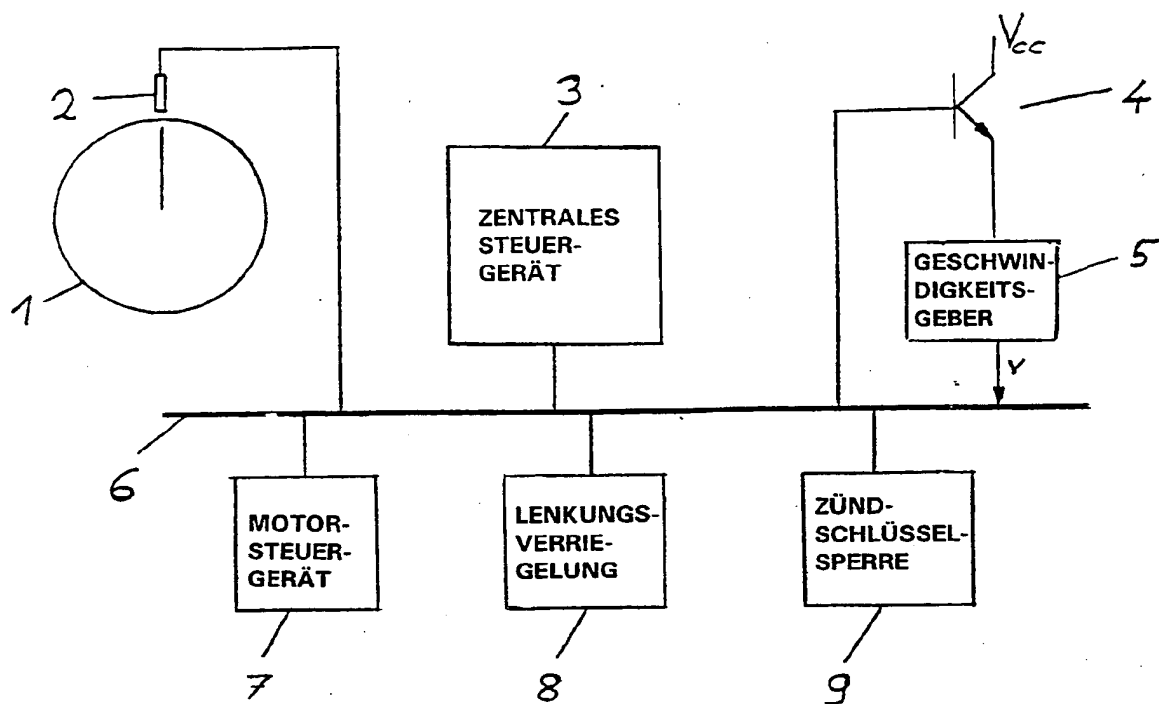 Vcc
2
3
4
ZENTRALES
STEUER-
GERÄT
GESCHWIN-
DIGKEITS-
GEBER
5
1
v
6
MOTOR-
STEUER-
GERÄT
LENKUNGS-
VERRIE-
GELUNG
ZÜND-
SCHLÜSSEL-
SPERRE
7
8
9